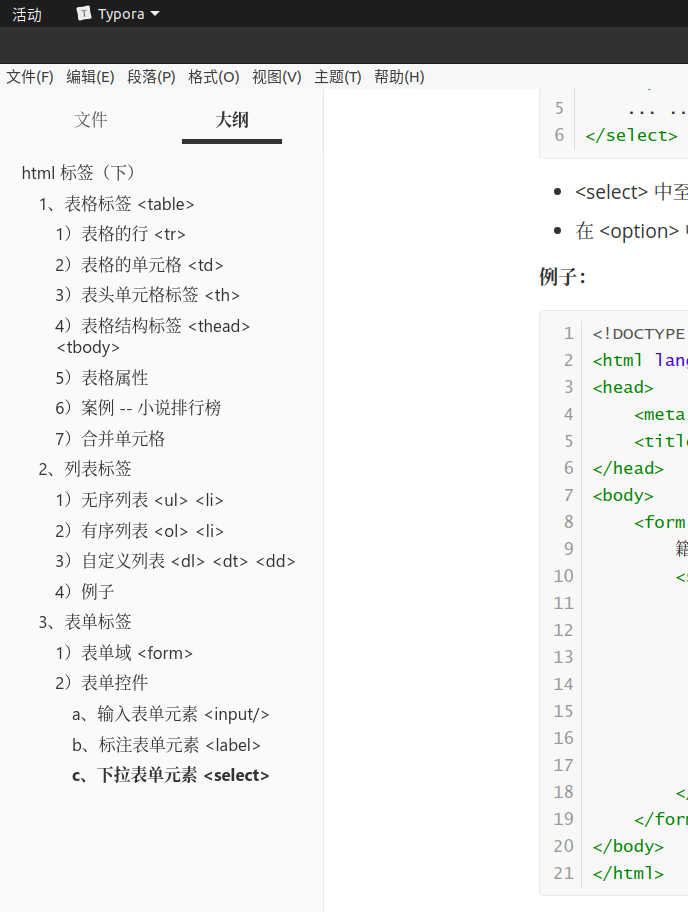 活动 Typora
文件(F) 编辑(E) 段落(P) 格式(O) 视图(V) 主题(T) 帮助(H)
文件 大纲
html 标签（下）
1、表格标签 <table>
1）表格的行 <tr>
2）表格的单元格 <td>
3）表头单元格标签 <th>
4）表格结构标签 <thead>
<tbody>
5）表格属性
6）案例 -- 小说排行榜
7）合并单元格
2、列表标签
1）无序列表 <ul> <li>
2）有序列表 <ol> <li>
3）自定义列表 <dl> <dt> <dd>
4）例子
3、表单标签
1）表单域 <form>
2）表单控件
a、输入表单元素 <input/>
b、标注表单元素 <label>
c、下拉表单元素 <select>
5 ... ..
6 </select>
<select> 中至
在 <option>
例子：
1 <!DOCTYPE
2 <html lang
3 <head>
4 <meta
5 <title
6 </head>
7 <body>
8 <form
9 籍
10 <s
11
12
13
14
15
16
17
18 </
19 </form
20 </body>
21 </html>